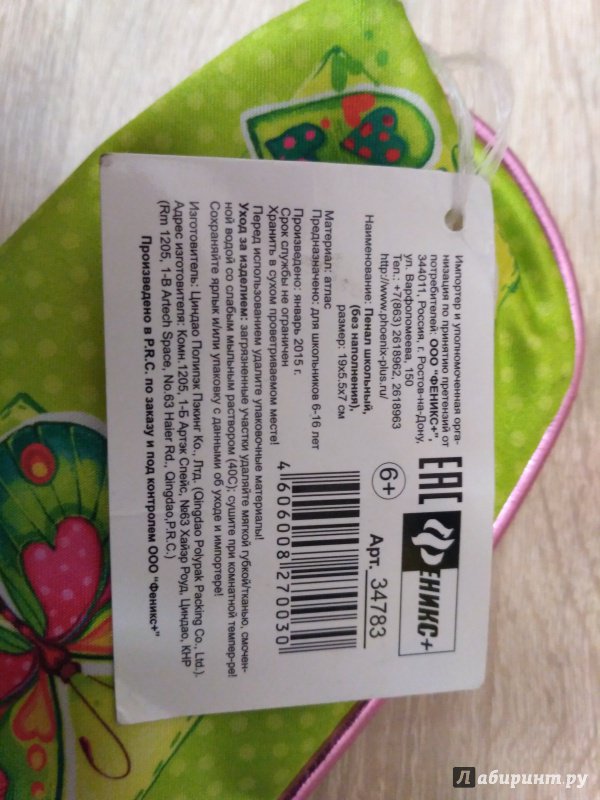 Импортер и уполномоченная орга-
низация по принятию претензий от
потребителей: ООО "ФЕНИКС+",
344011, Россия, г. Ростов-на-Дону,
ул. Варфоломеева, 150
Тел.: +7(863) 2618962, 2618963
http://www.phoenix-plus.ru/
ЕАС
ФЕНИКС+
6+
Арт. 34783
Наименование: Пенал школьный,
(без наполнения),
размер: 19х5.5х7 см
Материал: атлас
Предназначено: для школьников 6-16 лет
Произведено: январь 2015 г.
Срок службы не ограничен
Хранить в сухом проветриваемом месте!
Перед использованием удалите упаковочные материалы!
Уход за изделием: загрязненные участки удаляйте мягкой губкой/тканью, смочен-
ной водой со слабым мыльным раствором (40С); сушите при комнатной темпер-ре!
Сохраняйте ярлык и/или упаковку с данными об уходе и импортере!
4606008270030
Изготовитель: Циндао Полипэк Пэкинг Ко., Лтд. (Qingdao Polypak Packing Co., Ltd.).
Адрес изготовителя: Комн.1205, 1-Б Артэк Спейс, №63 Хайэр Роуд, Циндао, КНР
(Rm 1205, 1-B Artech Space, No.63 Haier Rd., Qingdao,P.R.C.)
Произведено в P.R.C. по заказу и под контролем ООО "Феникс+"
Лабиринт.ру